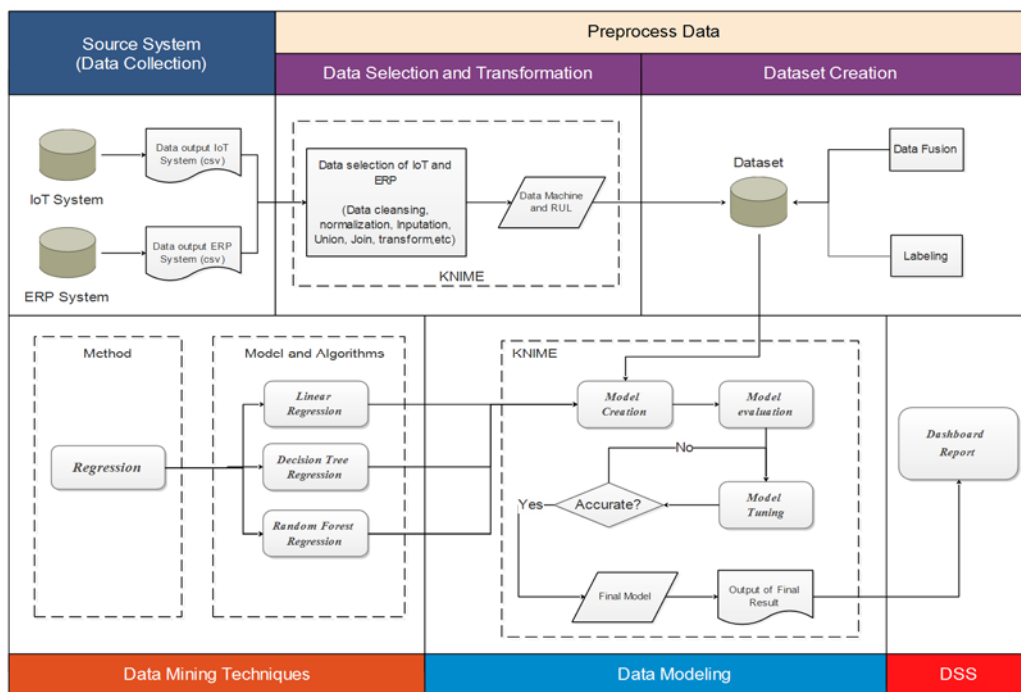 Source System
(Data Collection)
Preprocess Data
Data Selection and Transformation
Dataset Creation
IoT System
Data output IoT
System (csv)
ERP System
Data output ERP
System (csv)
Data selection of IoT and
ERP
(Data cleansing,
normalization, Inputation,
Union, Join, transform,etc)
Data Machine
and RUL
KNIME
Dataset
Data Fusion
Labeling
Method
Regression
Model and Algorithms
Linear
Regression
Decision Tree
Regression
Random Forest
Regression
KNIME
Model
Creation
Model
evaluation
No
Yes
Accurate?
Model
Tuning
Final Model
Output of Final
Result
Dashboard
Report
Data Mining Techniques
Data Modeling
DSS